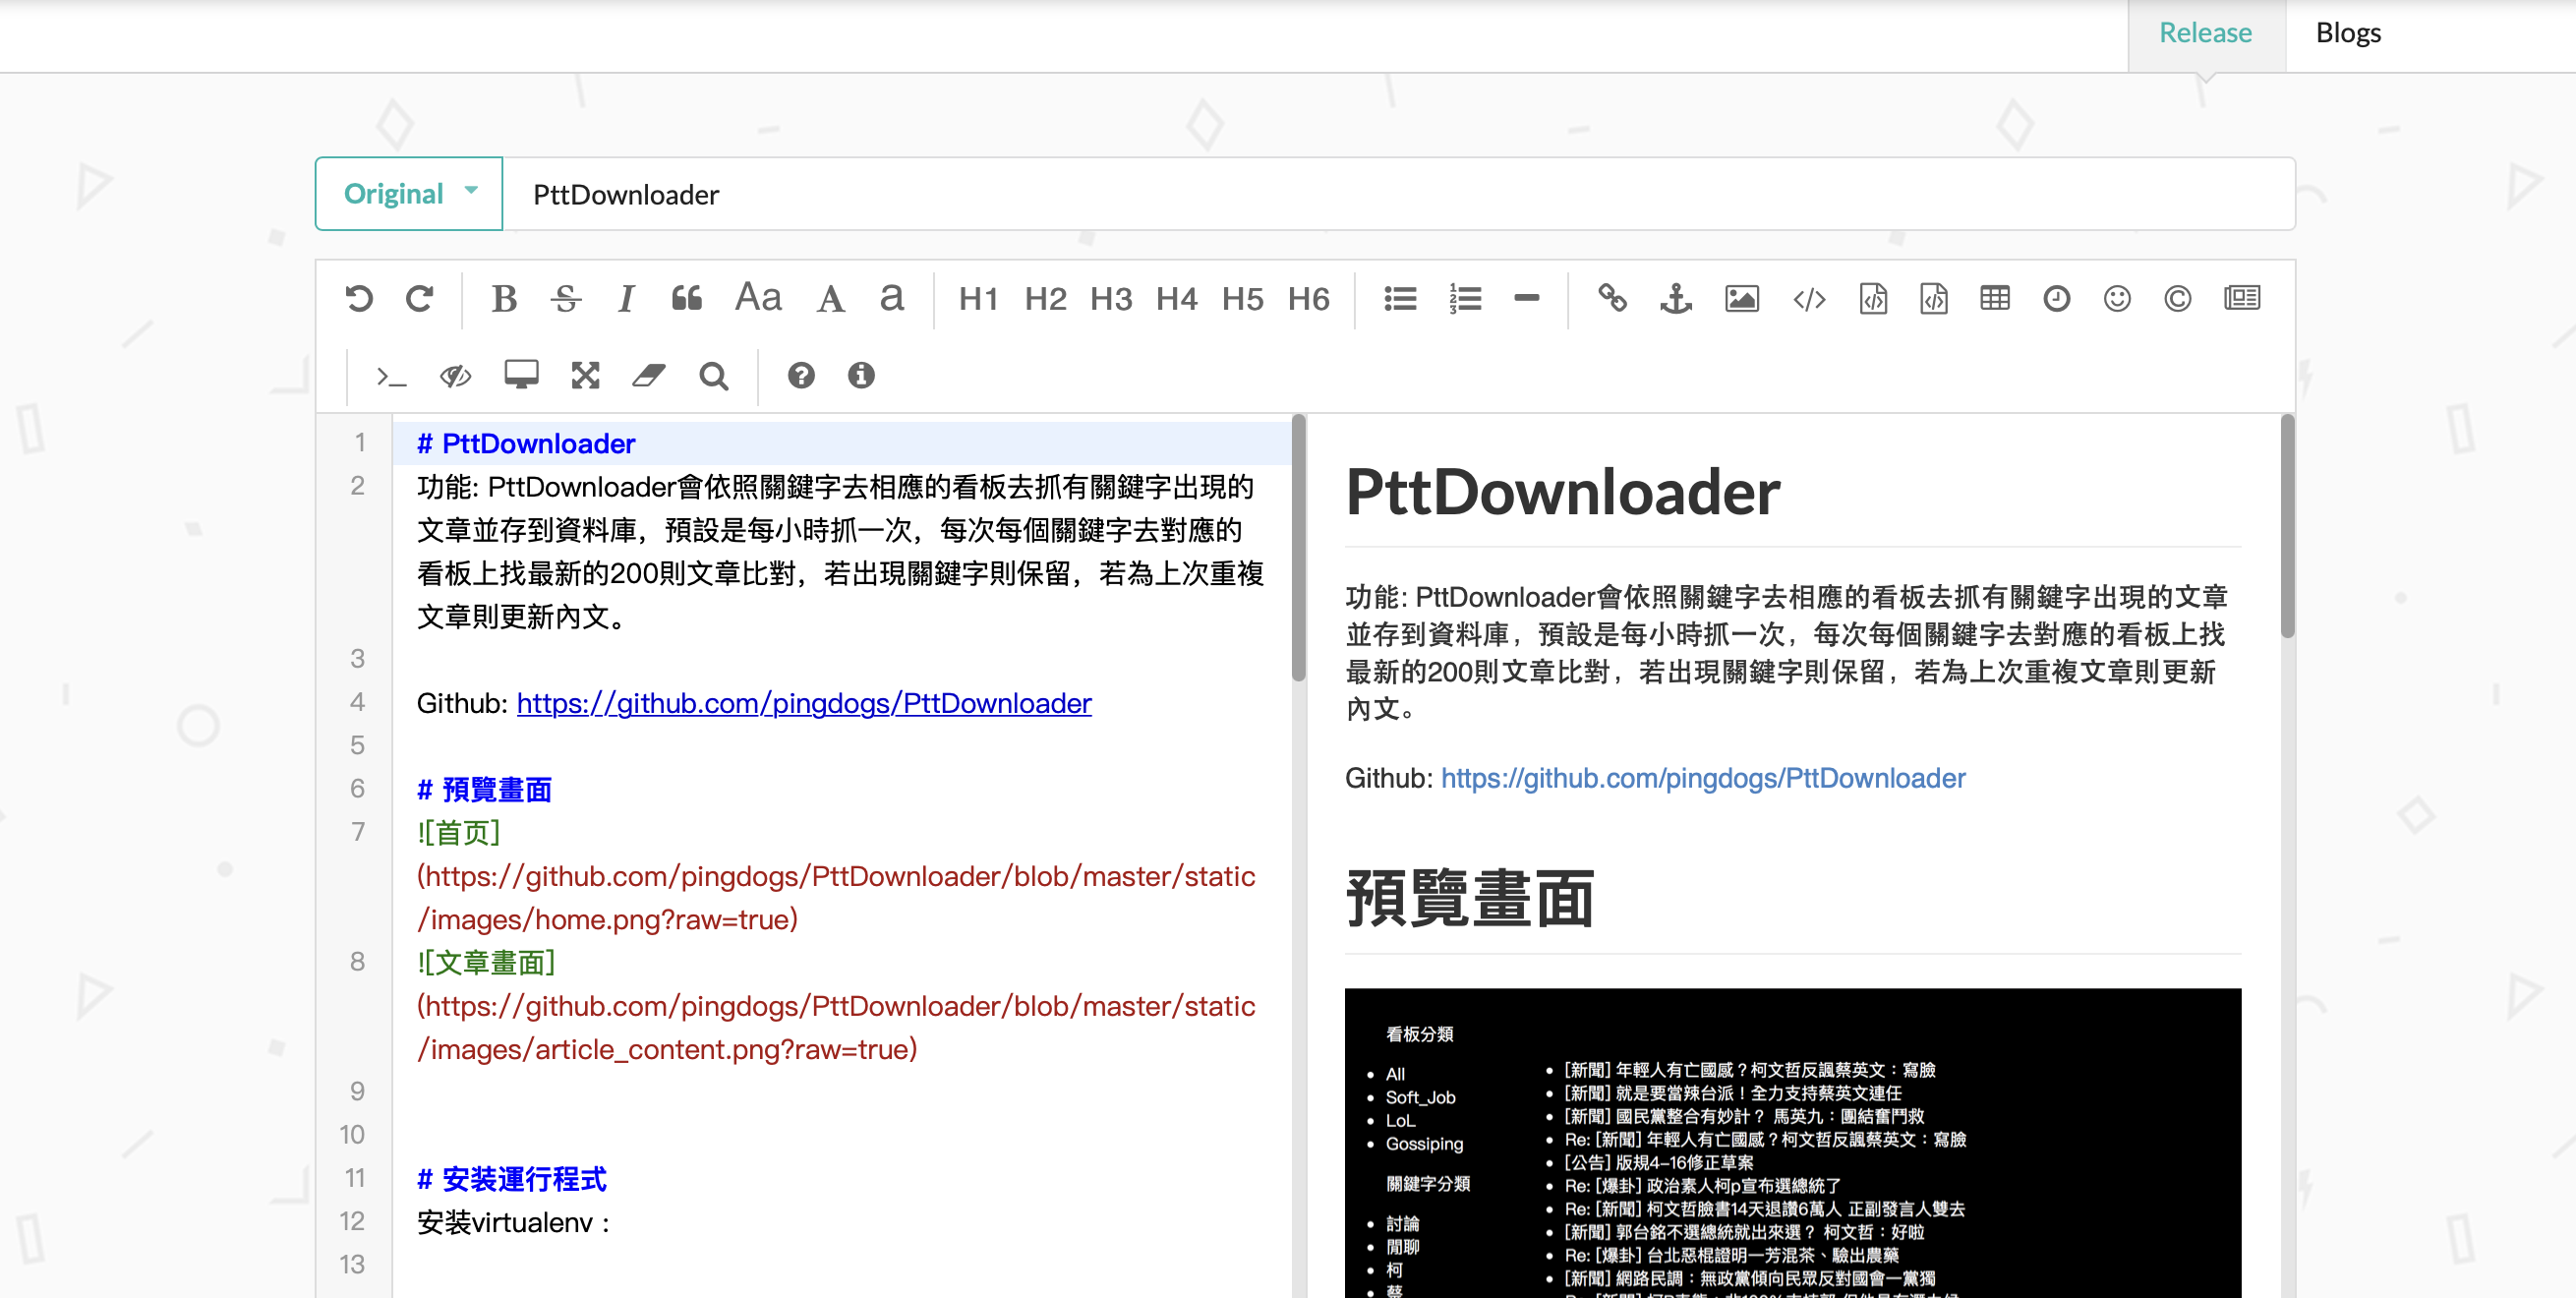 Release
Blogs
Original
PttDownloader
B S I Aa A a H1 H2 H3 H4 H5 H6
1
# PttDownloader
2
功能: PttDownloader會依照關鍵字去相應的看板去抓有關鍵字出現的
文章並存到資料庫，預設是每小時抓一次，每次每個關鍵字去對應的
看板上找最新的200則文章比對，若出現關鍵字則保留，若為上次重複
文章則更新內文。
3
4
Github: https://github.com/pingdogs/PttDownloader
5
6
# 預覽畫面
7
![首页]
(https://github.com/pingdogs/PttDownloader/blob/master/static
/images/home.png?raw=true)
8
![文章畫面]
(https://github.com/pingdogs/PttDownloader/blob/master/static
/images/article_content.png?raw=true)
9
10
11
# 安裝運行程式
12
安装virtualenv :
13
PttDownloader
功能: PttDownloader會依照關鍵字去相應的看板去抓有關鍵字出現的文章
並存到資料庫，預設是每小時抓一次，每次每個關鍵字去對應的看板上找
最新的200則文章比對，若出現關鍵字則保留，若為上次重複文章則更新
內文。
Github: https://github.com/pingdogs/PttDownloader
預覽畫面
看板分類
All
Soft_Job
LoL
Gossiping
關鍵字分類
討論
閒聊
柯
蔡
[新聞] 年輕人有亡國感？柯文哲反諷蔡英文：寫臉
[新聞] 就是要當辣台派！全力支持蔡英文連任
[新聞] 國民黨整合有妙計？ 馬英九：團結奮鬥救
Re: [新聞] 年輕人有亡國感？柯文哲反諷蔡英文：寫臉
[公告] 版規4-16修正草案
Re: [爆卦] 政治素人柯p宣布選總統了
Re: [新聞] 柯文哲臉書14天退讚6萬人 正副發言人雙去
[新聞] 郭台銘不選總統就出來選？ 柯文哲：好啦
Re: [爆卦] 台北惡棍證明一芳混茶、驗出農藥
[新聞] 網路民調：無政黨傾向民眾反對國會一黨獨